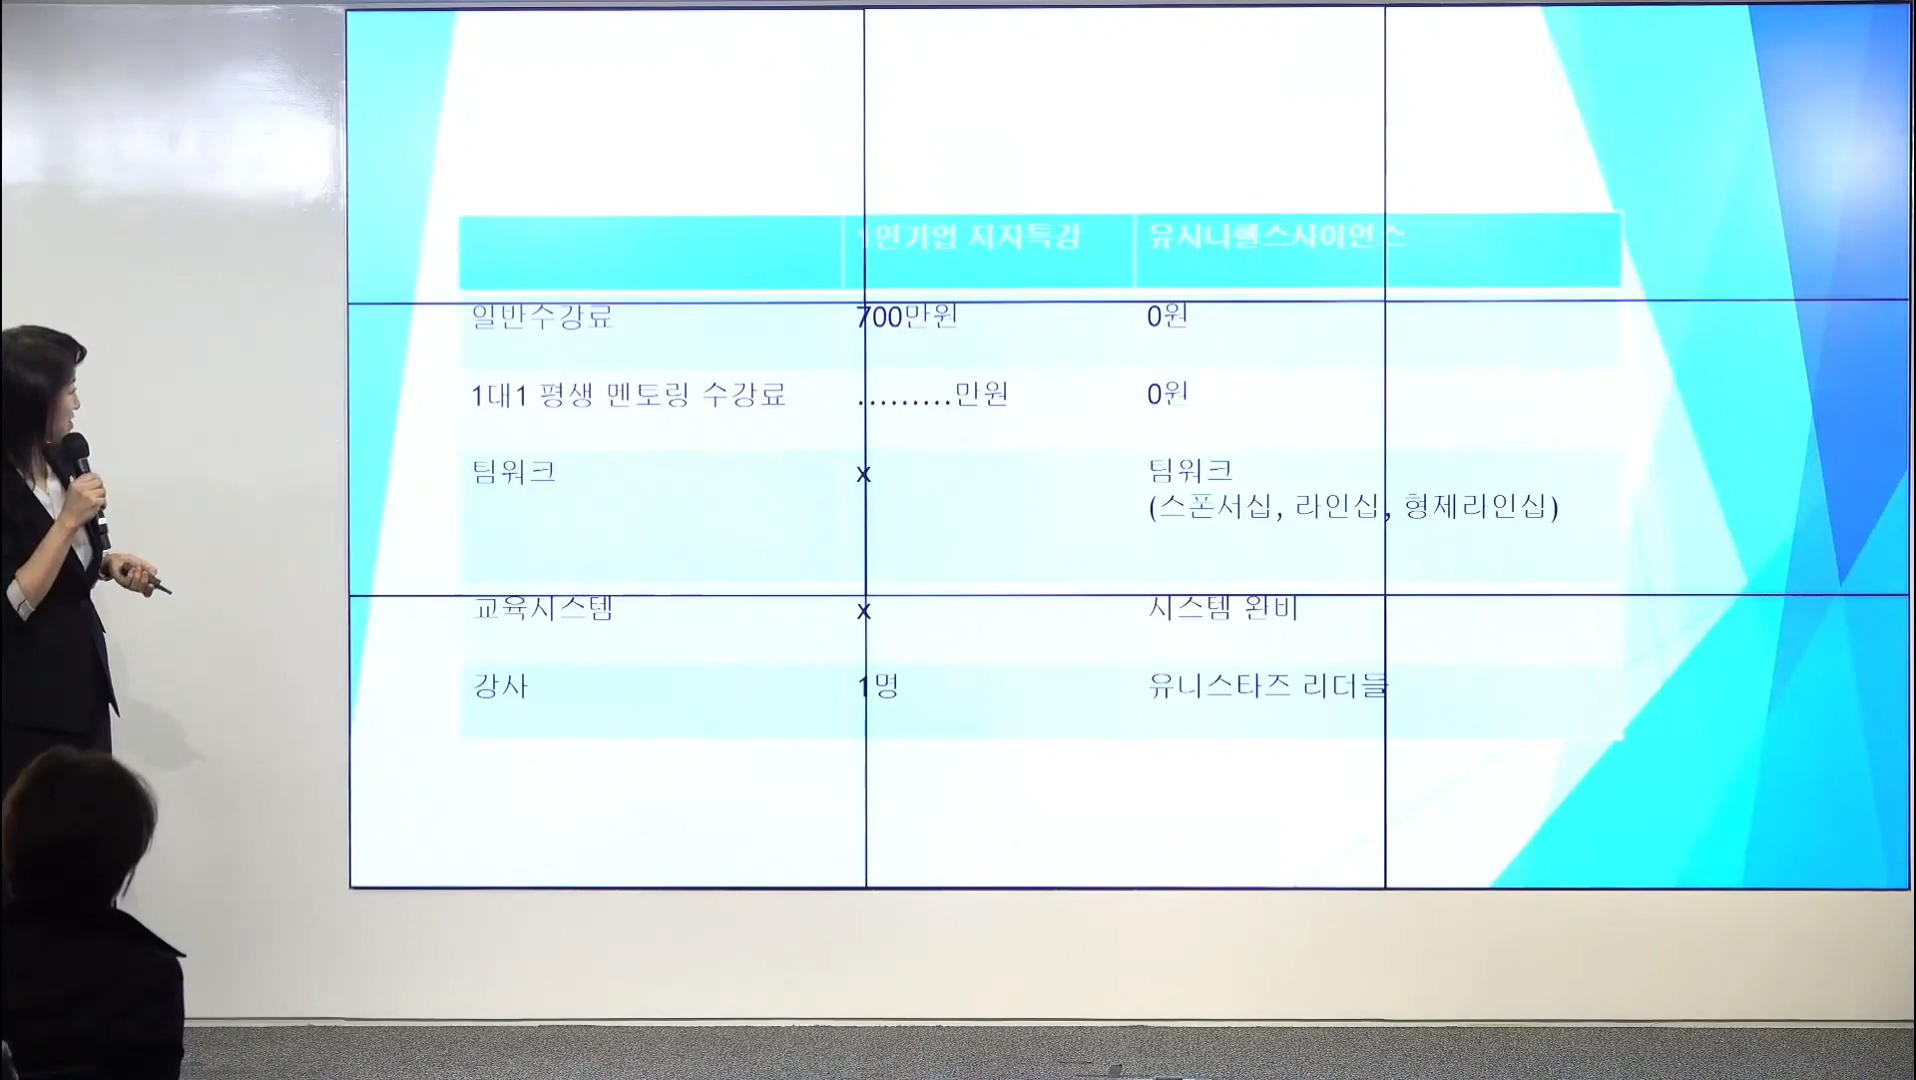 1인기업 저자특강 유시니헬스사이언스
일반수강료 700만원 0원
1대1 평생 멘토링 수강료 .........만원 0원
팀워크 x 팀워크
(스폰서십, 라인십, 형제라인십)
교육시스템 x 시스템 완비
강사 1명 유니스타즈 리더들